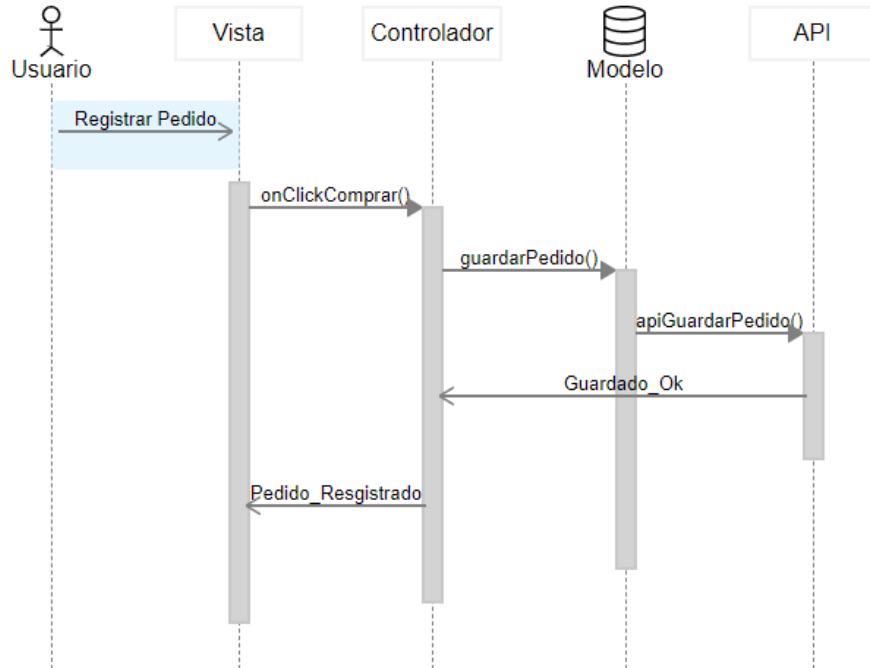 Usuario
Vista
Controlador
Modelo
API
Registrar Pedido
onClickComprar()
guardarPedido()
apiGuardarPedido()
Guardado_Ok
Pedido_Resgistrado